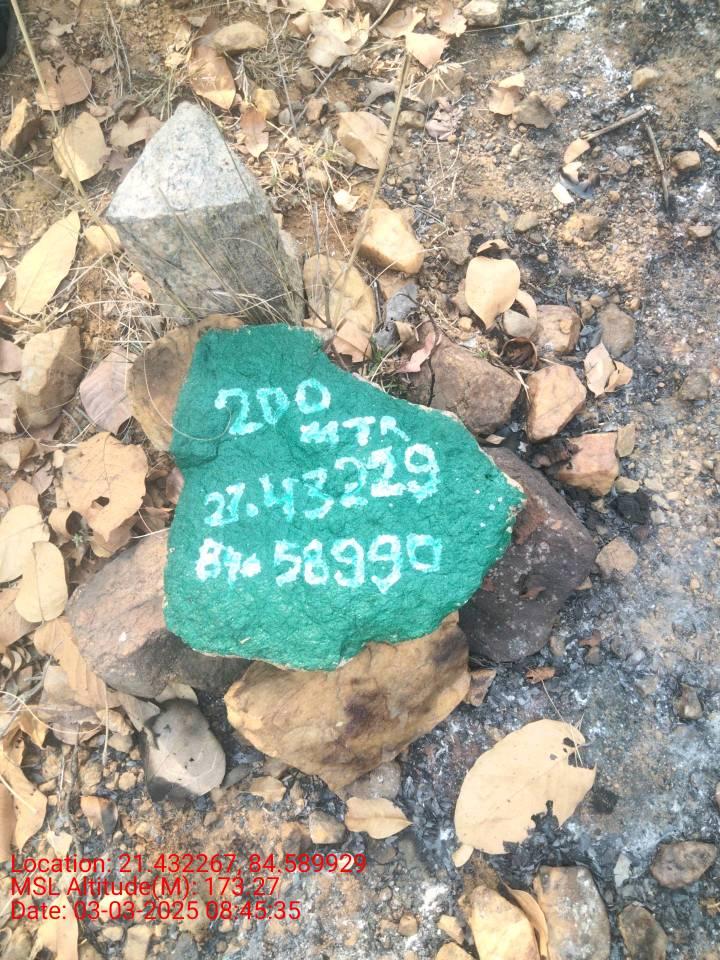 200
MTR
21.43229
84.58990
Location: 21.432267, 84.589929
MSL Altitude(M): 173.27
Date: 03-03-2025 08:45:35